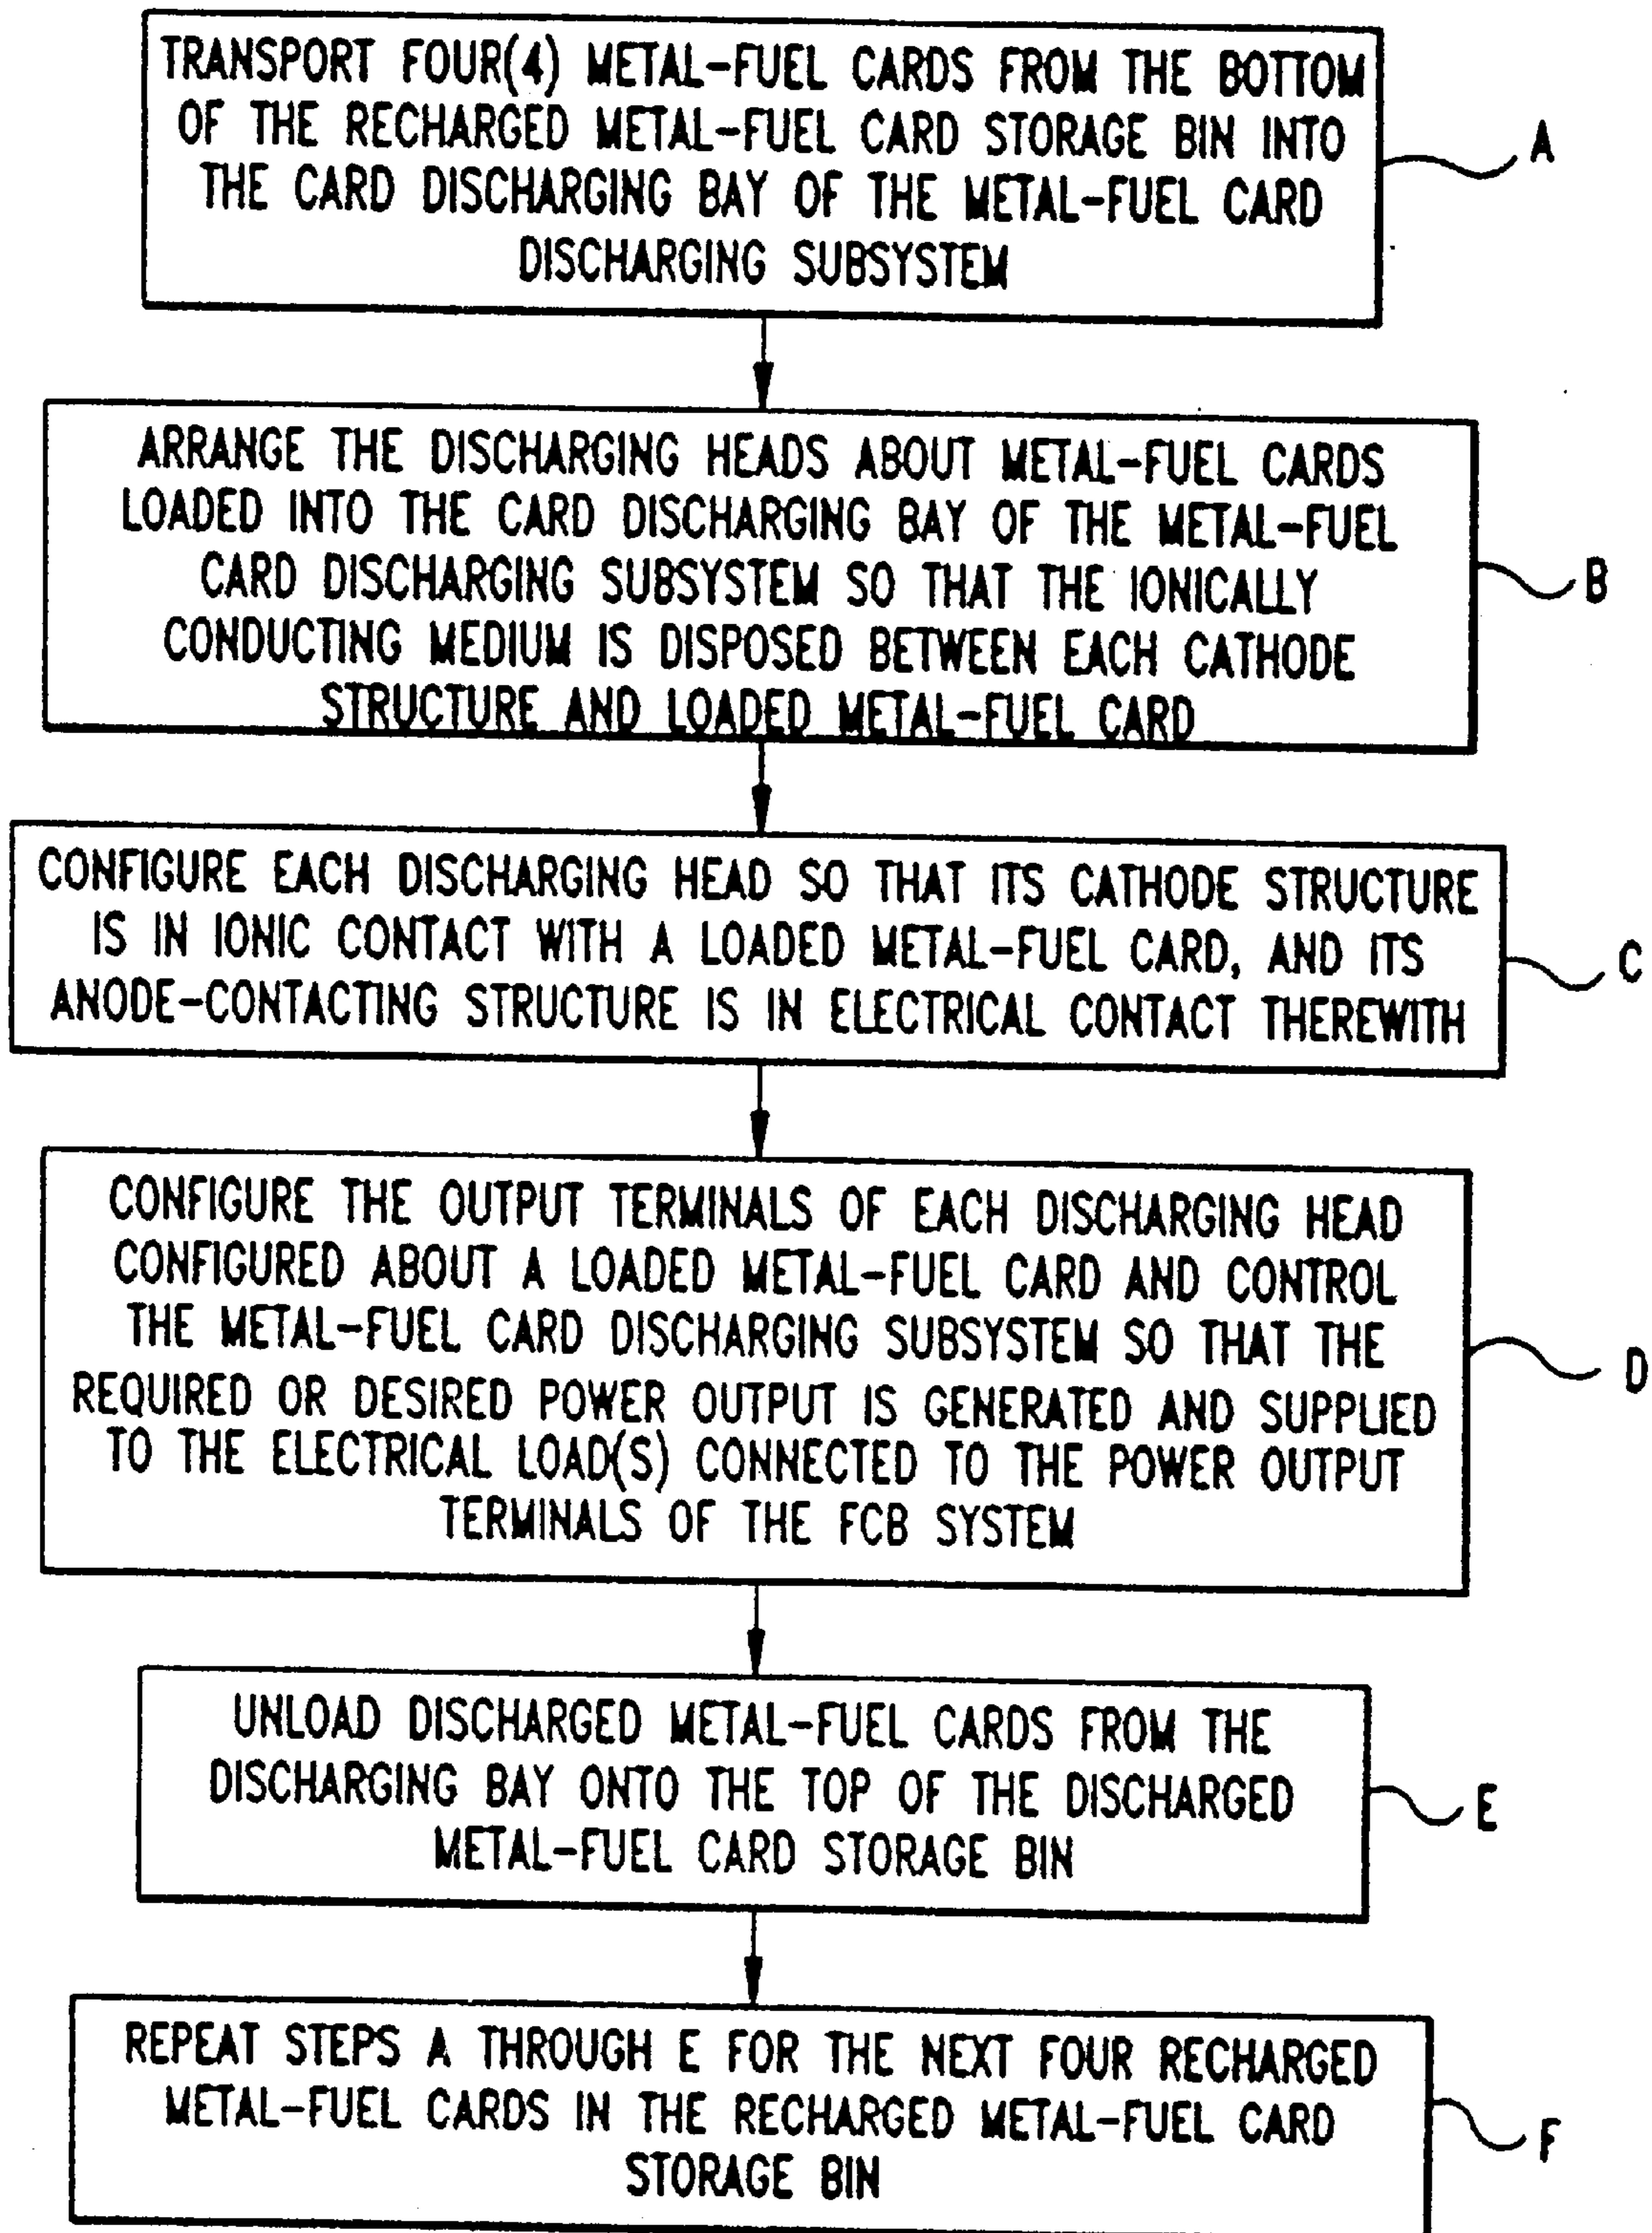 TRANSPORT FOUR(4) METAL-FUEL CARDS FROM THE BOTTOM
OF THE RECHARGED METAL-FUEL CARD STORAGE BIN INTO
THE CARD DISCHARGING BAY OF THE METAL-FUEL CARD
DISCHARGING SUBSYSTEM
A
ARRANGE THE DISCHARGING HEADS ABOUT METAL-FUEL CARDS
LOADED INTO THE CARD DISCHARGING BAY OF THE METAL-FUEL
CARD DISCHARGING SUBSYSTEM SO THAT THE IONICALLY
CONDUCTING MEDIUM IS DISPOSED BETWEEN EACH CATHODE
STRUCTURE AND LOADED METAL-FUEL CARD
B
CONFIGURE EACH DISCHARGING HEAD SO THAT ITS CATHODE STRUCTURE
IS IN IONIC CONTACT WITH A LOADED METAL-FUEL CARD, AND ITS
ANODE-CONTACTING STRUCTURE IS IN ELECTRICAL CONTACT THEREWITH
C
CONFIGURE THE OUTPUT TERMINALS OF EACH DISCHARGING HEAD
CONFIGURED ABOUT A LOADED METAL-FUEL CARD AND CONTROL
THE METAL-FUEL CARD DISCHARGING SUBSYSTEM SO THAT THE
REQUIRED OR DESIRED POWER OUTPUT IS GENERATED AND SUPPLIED
TO THE ELECTRICAL LOAD(S) CONNECTED TO THE POWER OUTPUT
TERMINALS OF THE FCB SYSTEM
D
UNLOAD DISCHARGED METAL-FUEL CARDS FROM THE
DISCHARGING BAY ONTO THE TOP OF THE DISCHARGED
METAL-FUEL CARD STORAGE BIN
E
REPEAT STEPS A THROUGH E FOR THE NEXT FOUR RECHARGED
METAL-FUEL CARDS IN THE RECHARGED METAL-FUEL CARD
STORAGE BIN
F